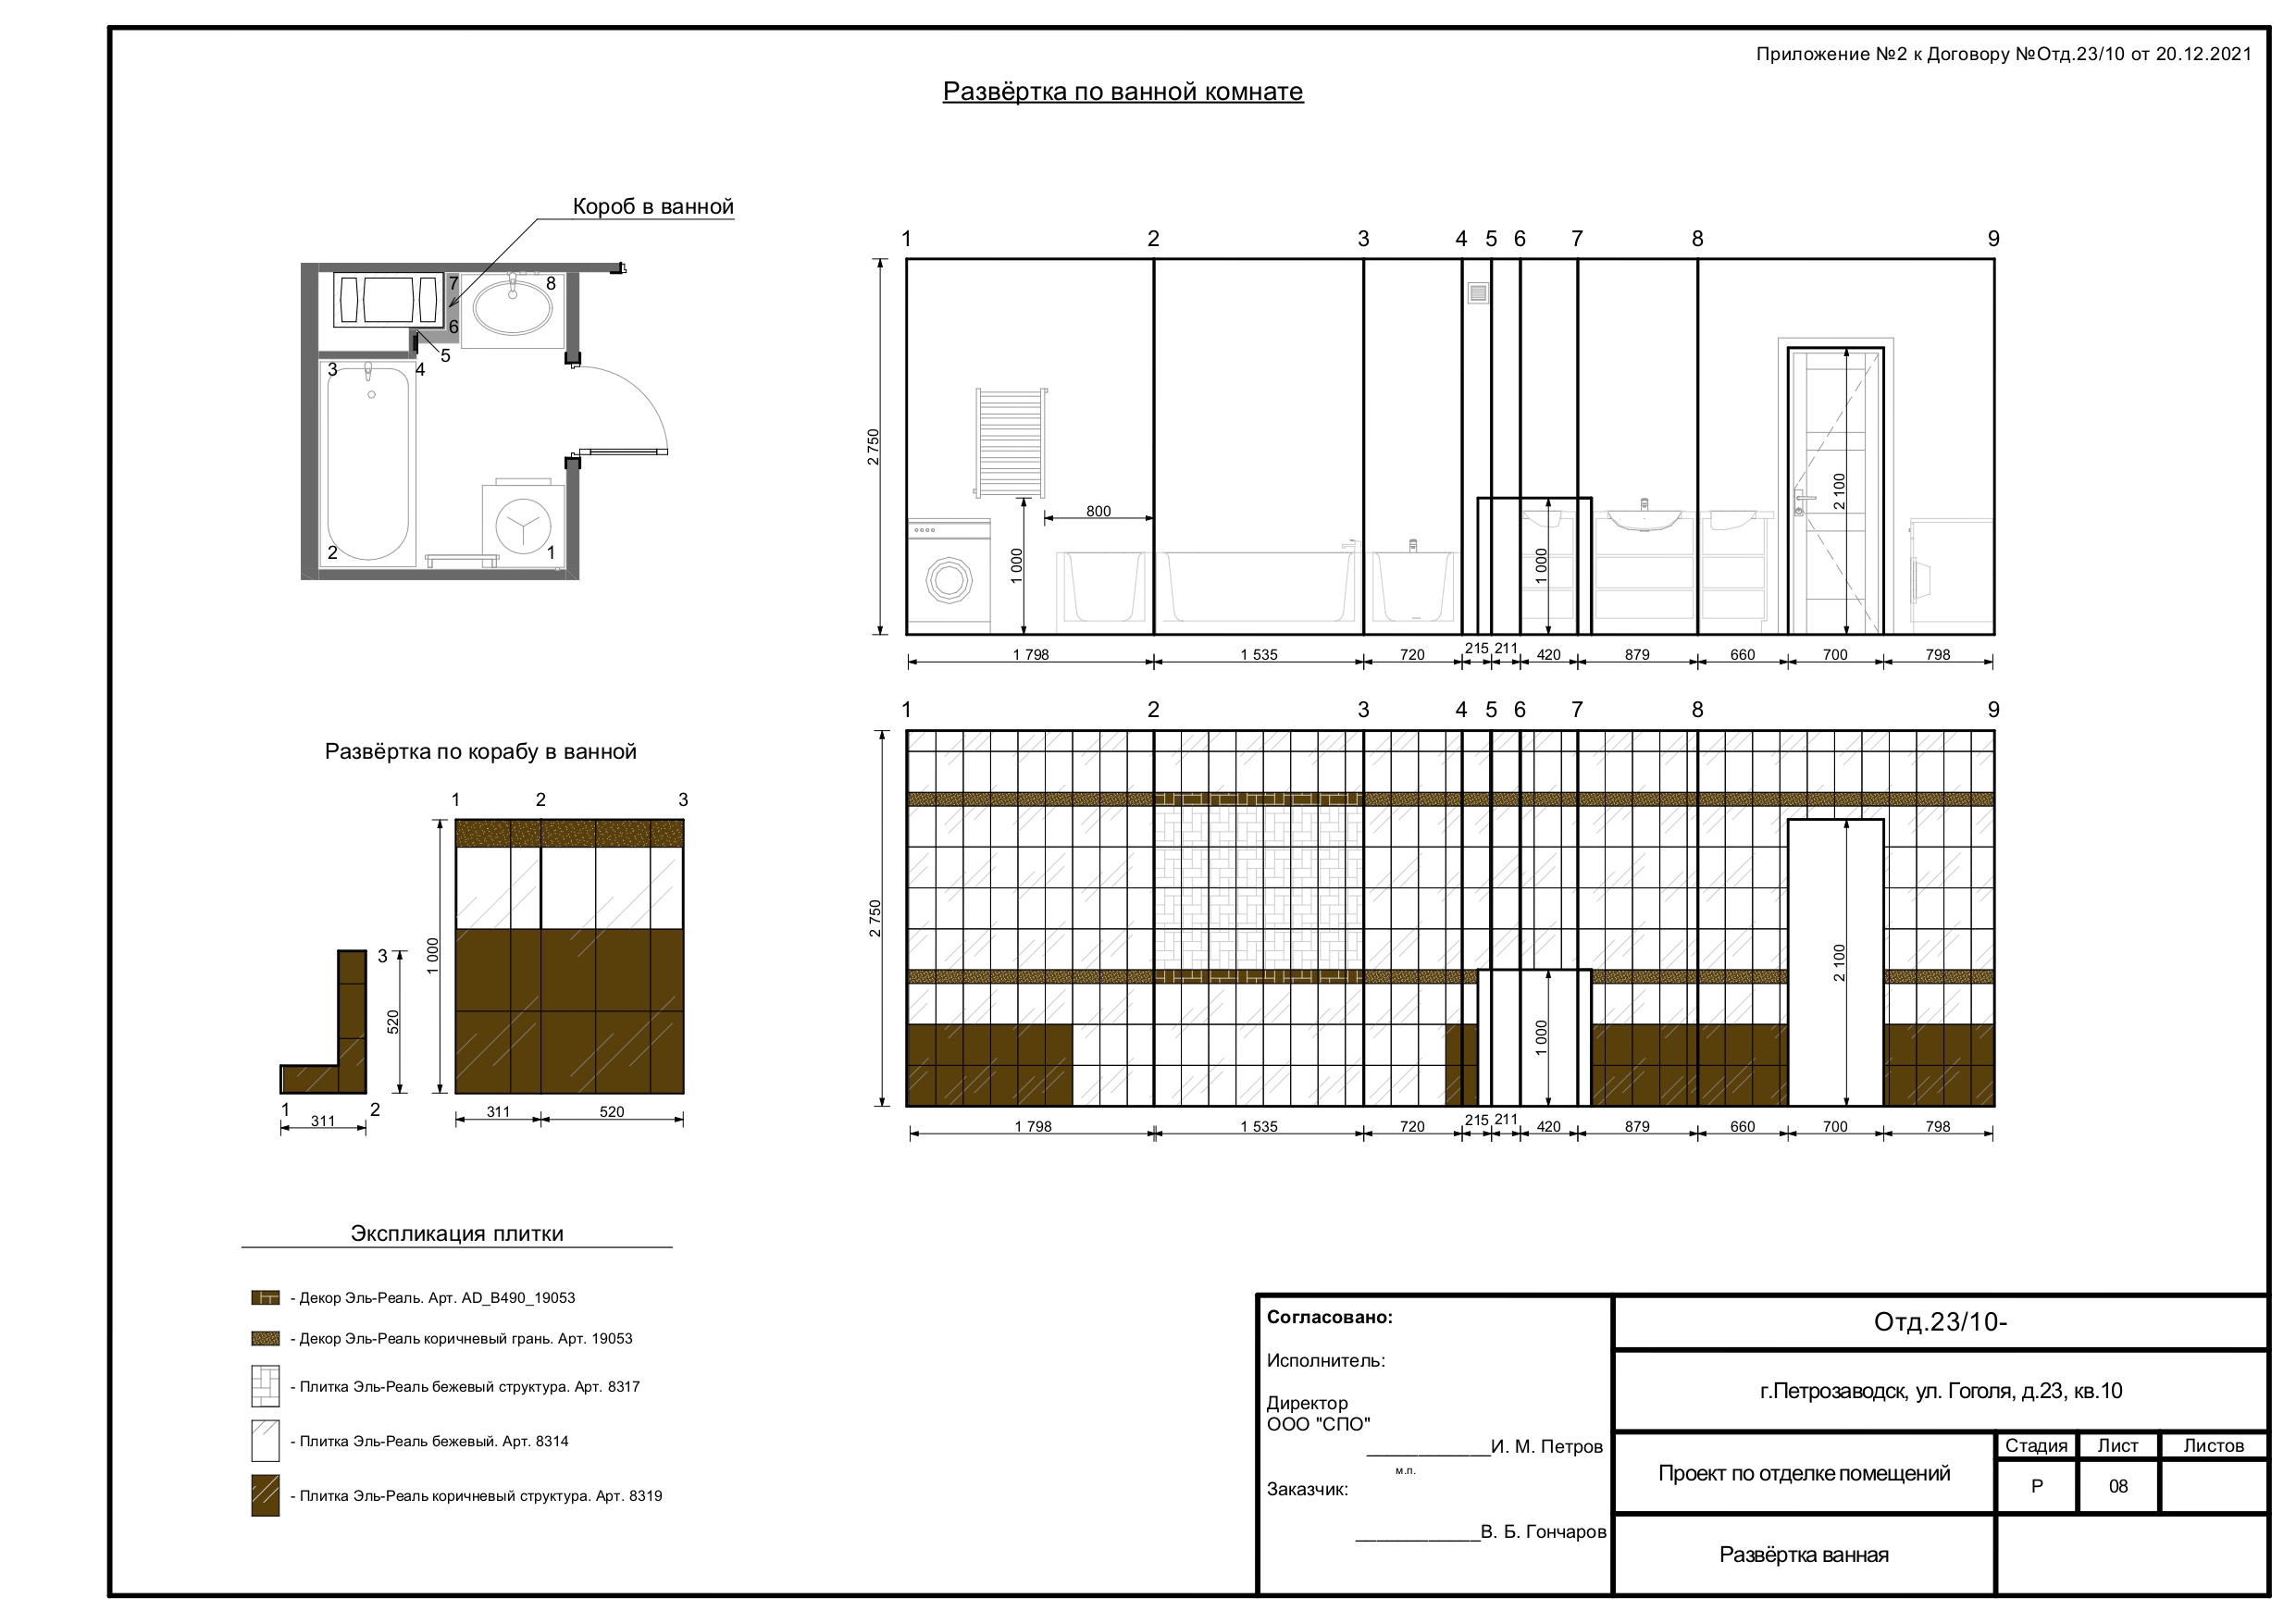 Приложение №2 к Договору №Отд.23/10 от 20.12.2021
Развёртка по ванной комнате
Короб в ванной
7
8
6
5
3
4
2
1
1 2 3 4 5 6 7 8 9
2 750
800
1 000
1 000
2 100
1 798 1 535 720 215 211 420 879 660 700 798
1 2 3 4 5 6 7 8 9
2 750
1 000
2 100
1 798 1 535 720 215 211 420 879 660 700 798
Развёртка по корабу в ванной
1 2 3
1 000
311 520
3
520
1 2
311
Экспликация плитки
- Декор Эль-Реаль. Арт. AD_B490_19053
- Декор Эль-Реаль коричневый грань. Арт. 19053
- Плитка Эль-Реаль бежевый структура. Арт. 8317
- Плитка Эль-Реаль бежевый. Арт. 8314
- Плитка Эль-Реаль коричневый структура. Арт. 8319
Согласовано:
Исполнитель:
Директор
ООО "СПО"
____________И. М. Петров
м.п.
Заказчик:
____________В. Б. Гончаров
Отд.23/10-
г.Петрозаводск, ул. Гоголя, д.23, кв.10
Проект по отделке помещений
Стадия Лист Листов
Р 08
Развёртка ванная